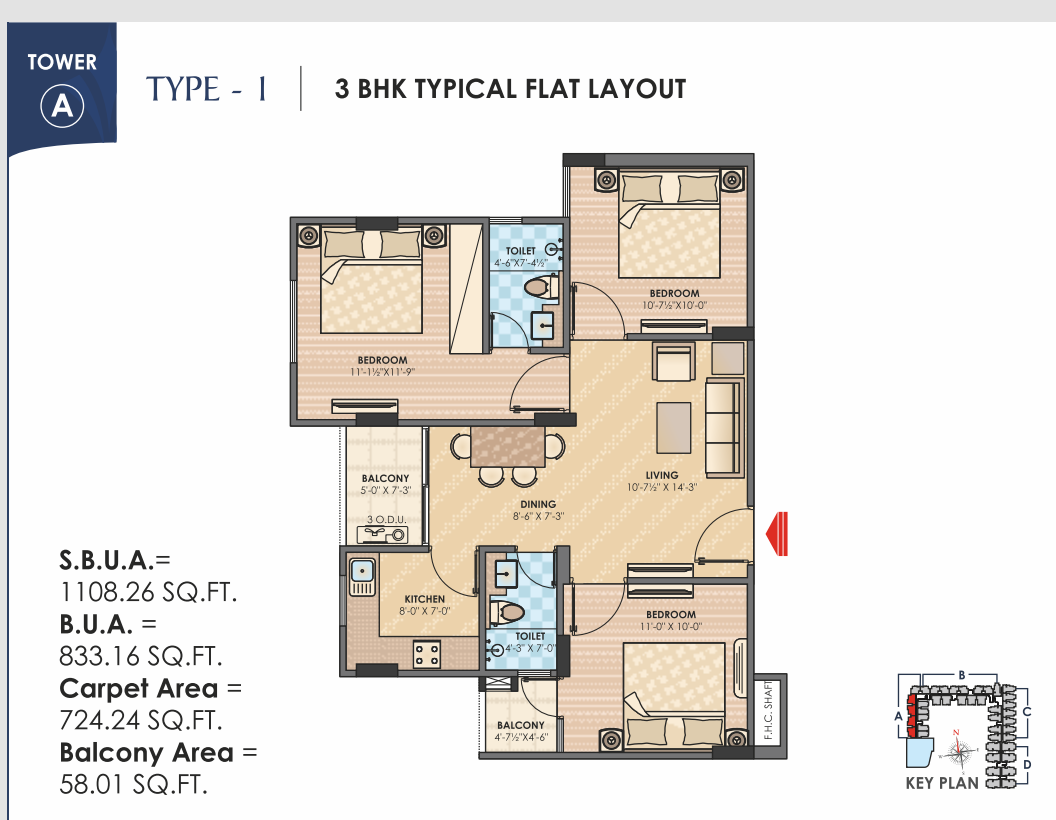 TOWER
A
TYPE - 1
3 BHK TYPICAL FLAT LAYOUT
TOILET
4'-6"X7'-4½"
BEDROOM
10'-7½"X10'-0"
BEDROOM
11'-1½"X11'-9"
BALCONY
5'-0" X 7'-3"
3 O.D.U.
LIVING
10'-7½" X 14'-3"
DINING
8'-6" X 7'-3"
KITCHEN
8'-0" X 7'-0"
TOILET
4'-3" X 7'-0"
BEDROOM
11'-0" X 10'-0"
BALCONY
4'-7½"X4'-6"
F.H.C. SHAFT
S.B.U.A.=
1108.26 SQ.FT.
B.U.A. =
833.16 SQ.FT.
Carpet Area =
724.24 SQ.FT.
Balcony Area =
58.01 SQ.FT.
B
A
C
D
N
KEY PLAN